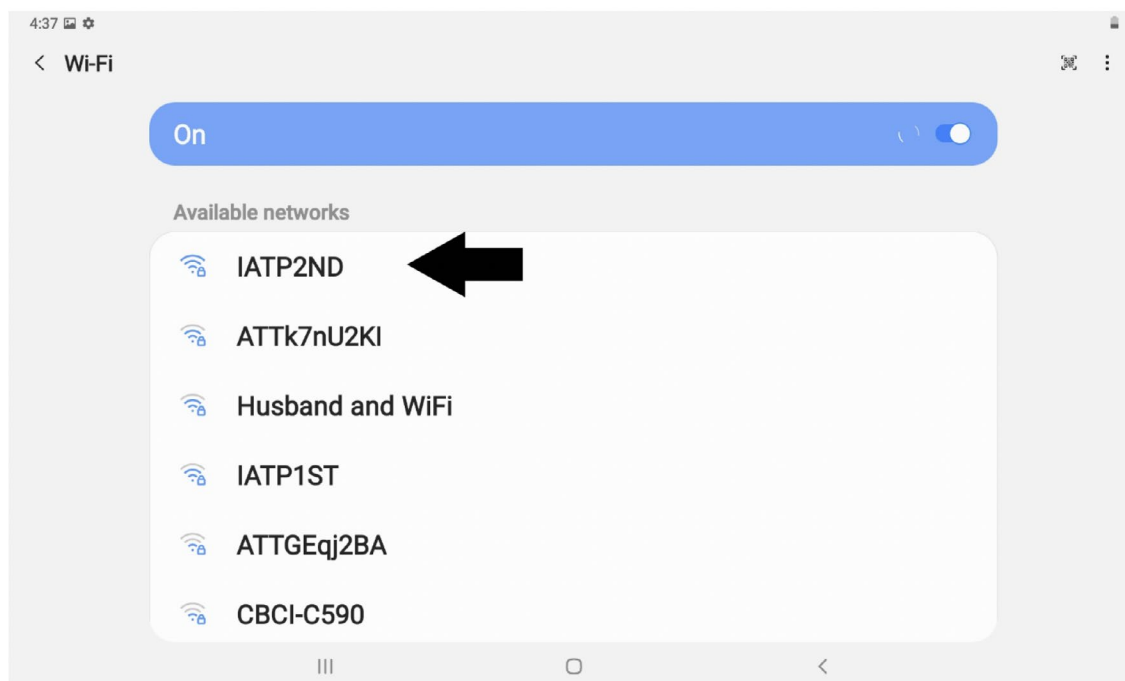 4:37
Wi-Fi
On
Available networks
IATP2ND
ATTk7nU2KI
Husband and WiFi
IATP1ST
ATTGEqj2BA
CBCI-C590